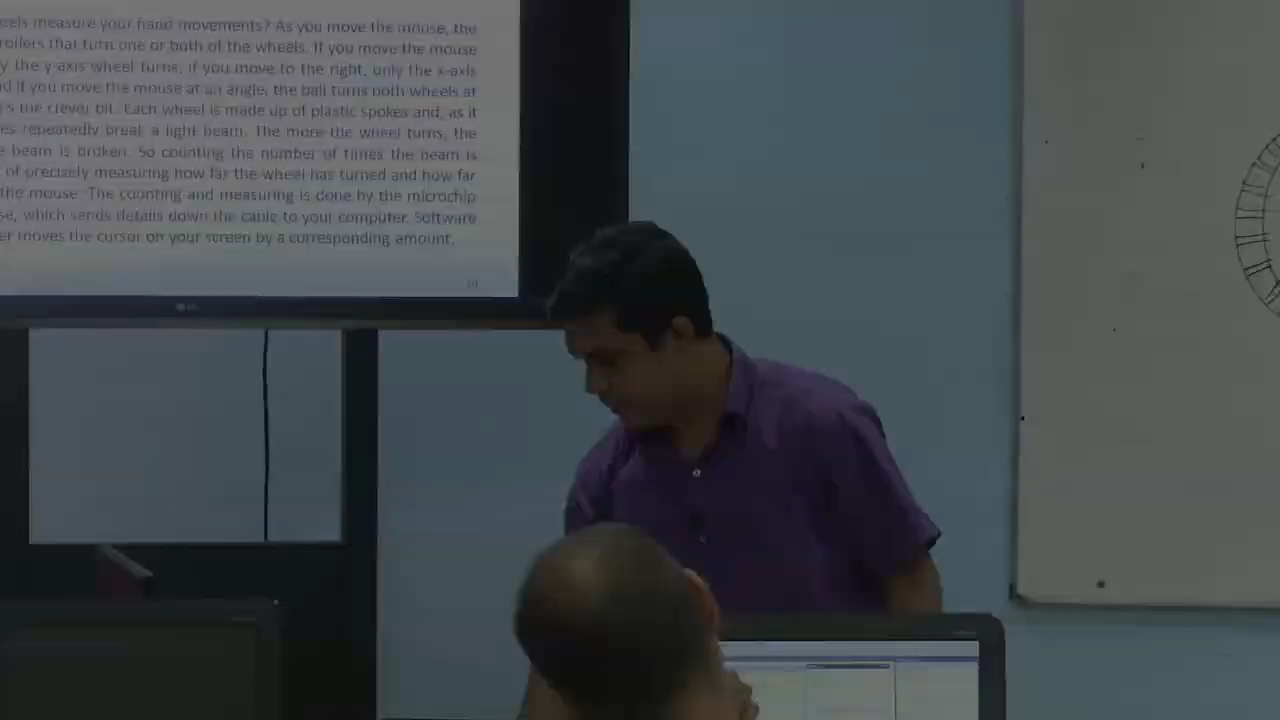 eels measure your hand movements? As you move the mouse, the
rollers that turn one or both of the wheels. If you move the mouse
y the y-axis wheel turns; if you move to the right, only the x-axis
nd if you move the mouse at an angle, the ball turns both wheels at
's the clever bit. Each wheel is made up of plastic spokes and, as it
es repeatedly break a light beam. The more the wheel turns, the
e beam is broken. So counting the number of times the beam is
of precisely measuring how far the wheel has turned and how far
the mouse. The counting and measuring is done by the microchip
se, which sends details down the cable to your computer. Software
er moves the cursor on your screen by a corresponding amount.
LG